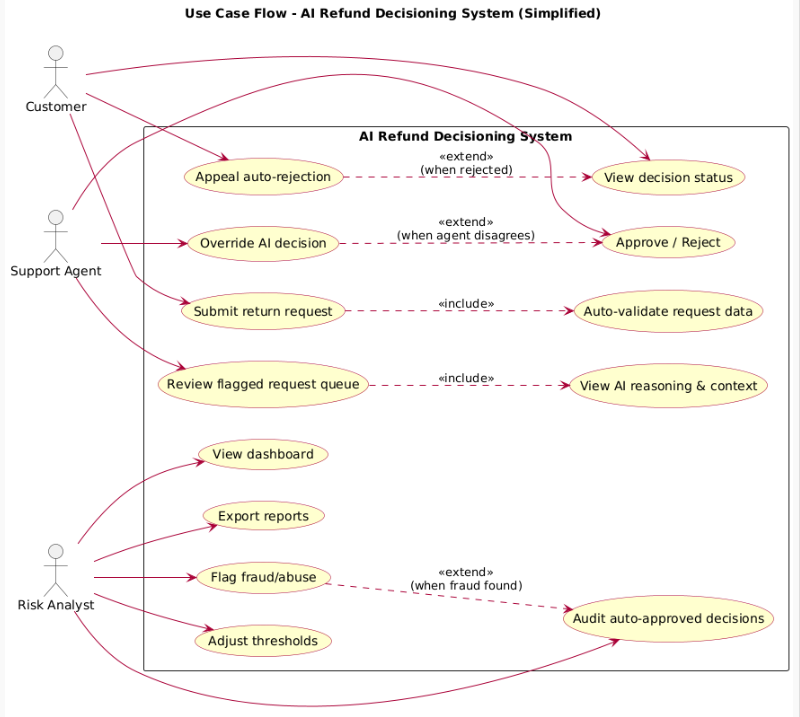 Use Case Flow - AI Refund Decisioning System (Simplified)
Customer
AI Refund Decisioning System
Appeal auto-rejection
«extend»
(when rejected)
View decision status
Support Agent
Override AI decision
«extend»
(when agent disagrees)
Approve / Reject
Submit return request
«include»
Auto-validate request data
Review flagged request queue
«include»
View AI reasoning & context
View dashboard
Export reports
Risk Analyst
Flag fraud/abuse
«extend»
(when fraud found)
Audit auto-approved decisions
Adjust thresholds